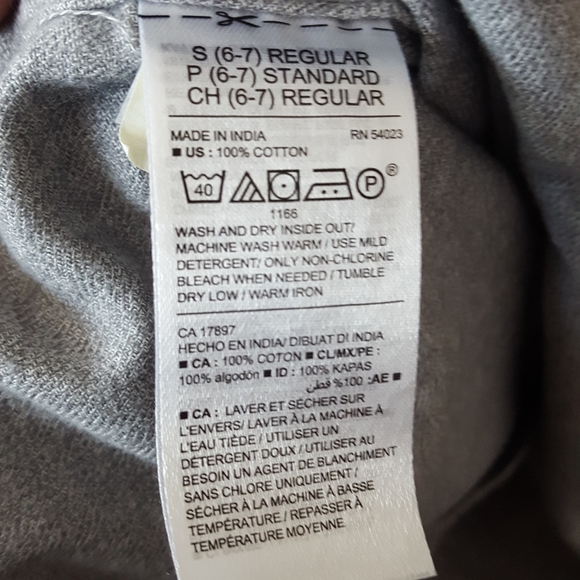 S (6-7) REGULAR
P (6-7) STANDARD
CH (6-7) REGULAR
MADE IN INDIA RN 54023
■ US : 100% COTTON
40 P ®
1166
WASH AND DRY INSIDE OUT/
MACHINE WASH WARM / USE MILD
DETERGENT/ ONLY NON-CHLORINE
BLEACH WHEN NEEDED / TUMBLE
DRY LOW / WARM IRON
CA 17897
HECHO EN INDIA/ DIBUAT DI INDIA
■ CA : 100% COTON ■ CL/MX/PE :
100% algodón ■ ID : 100% KAPAS
■ AE: 100% قطن
■ CA : LAVER ET SÉCHER SUR
L'ENVERS/ LAVER À LA MACHINE À
L'EAU TIÈDE / UTILISER UN
DÉTERGENT DOUX / UTILISER AU
BESOIN UN AGENT DE BLANCHIMENT
SANS CHLORE UNIQUEMENT /
SÉCHER À LA MACHINE À BASSE
TEMPÉRATURE / REPASSER À
TEMPÉRATURE MOYENNE